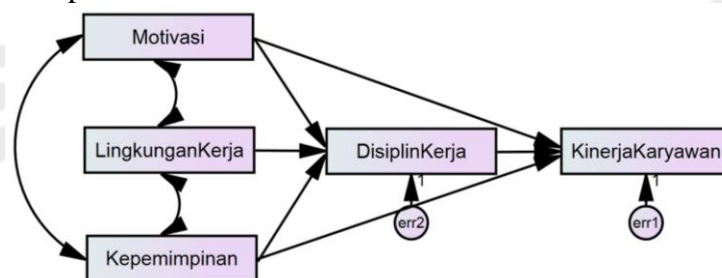 Motivasi
LingkunganKerja
DisiplinKerja
KinerjaKaryawan
1
1
err2
err1
Kepemimpinan